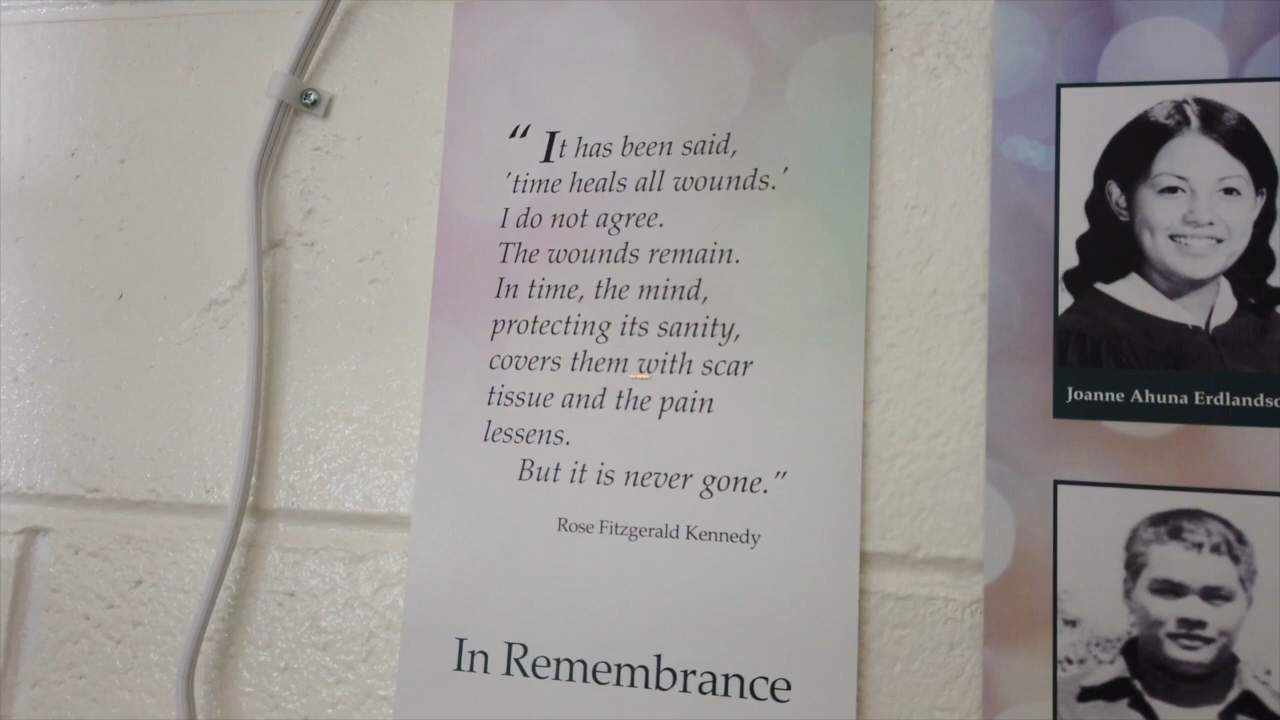 “ It has been said,
'time heals all wounds.'
I do not agree.
The wounds remain.
In time, the mind,
protecting its sanity,
covers them with scar
tissue and the pain
lessens.
But it is never gone.”
Rose Fitzgerald Kennedy
In Remembrance
Joanne Ahuna